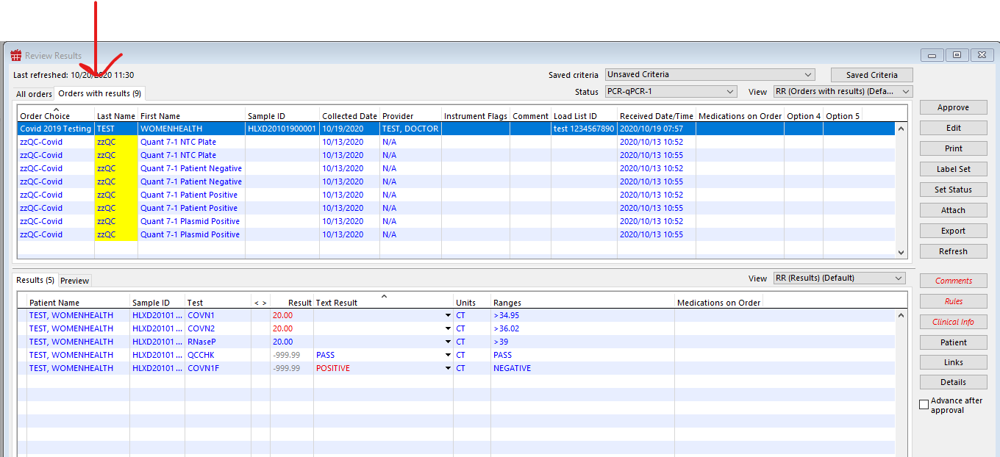 Review Results
Last refreshed: 10/20/2020 11:30
Saved criteria Unsaved Criteria Saved Criteria
All orders Orders with results (9) Status PCR-qPCR-1 View RR (Orders with results) (Defa...
Order Choice Last Name First Name Sample ID Collected Date Provider Instrument Flags Comment Load List ID Received Date/Time Medications on Order Option 4 Option 5
Covid 2019 Testing TEST WOMENHEALTH HLXD20101900001 10/19/2020 TEST, DOCTOR test 1234567890 2020/10/19 07:57
zzQC-Covid zzQC Quant 7-1 NTC Plate 10/13/2020 N/A 2020/10/13 10:52
zzQC-Covid zzQC Quant 7-1 NTC Plate 10/13/2020 N/A 2020/10/13 10:55
zzQC-Covid zzQC Quant 7-1 Patient Negative 10/13/2020 N/A 2020/10/13 10:52
zzQC-Covid zzQC Quant 7-1 Patient Negative 10/13/2020 N/A 2020/10/13 10:55
zzQC-Covid zzQC Quant 7-1 Patient Positive 10/13/2020 N/A 2020/10/13 10:52
zzQC-Covid zzQC Quant 7-1 Patient Positive 10/13/2020 N/A 2020/10/13 10:55
zzQC-Covid zzQC Quant 7-1 Plasmid Positive 10/13/2020 N/A 2020/10/13 10:52
zzQC-Covid zzQC Quant 7-1 Plasmid Positive 10/13/2020 N/A 2020/10/13 10:55
Approve
Edit
Print
Label Set
Set Status
Attach
Export
Refresh
Results (5) Preview View RR (Results) (Default)
Patient Name Sample ID Test < > Result Text Result Units Ranges Medications on Order
TEST, WOMENHEALTH HLXD20101 ... COVN1 20.00 CT >34.95
TEST, WOMENHEALTH HLXD20101 ... COVN2 20.00 CT >36.02
TEST, WOMENHEALTH HLXD20101 ... RNaseP 20.00 CT >39
TEST, WOMENHEALTH HLXD20101 ... QCCHK -999.99 PASS CT PASS
TEST, WOMENHEALTH HLXD20101 ... COVN1F -999.99 POSITIVE CT NEGATIVE
Comments
Rules
Clinical Info
Patient
Links
Details
Advance after
approval